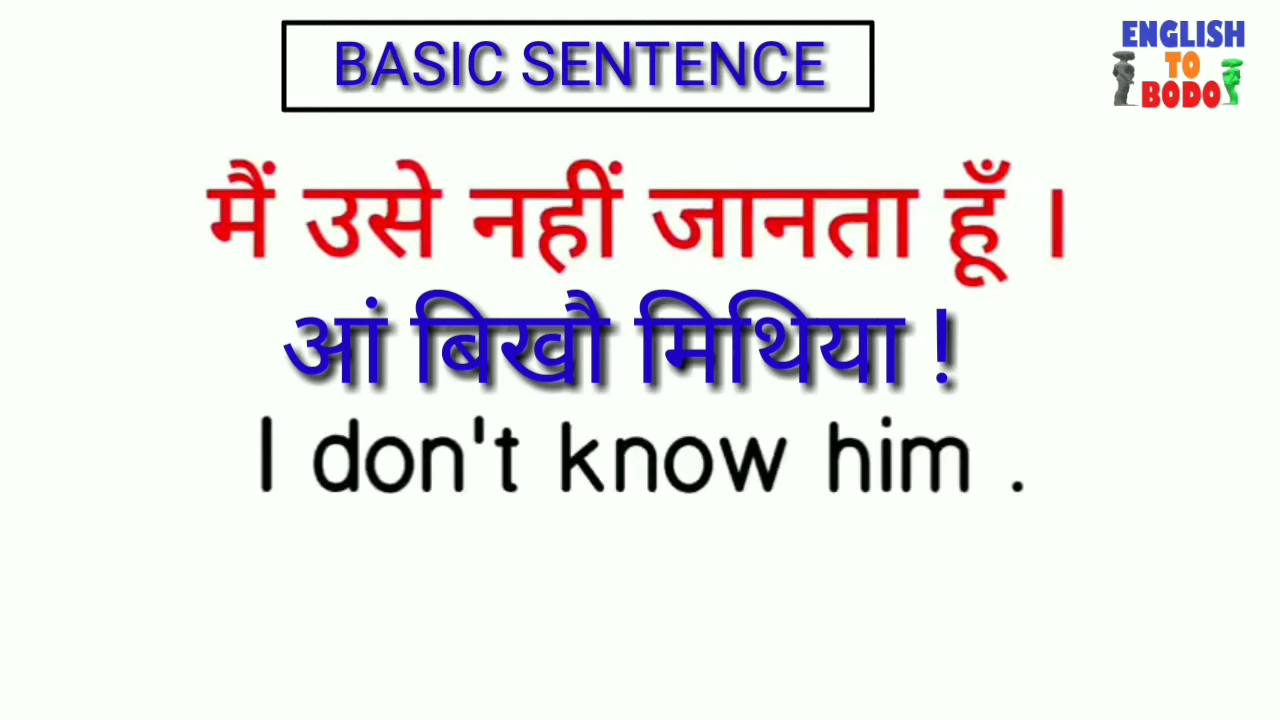 BASIC SENTENCE
ENGLISH
TO
BODO
मैं उसे नहीं जानता हूँ ।
आं बिखौ मिथिया !
I don't know him .